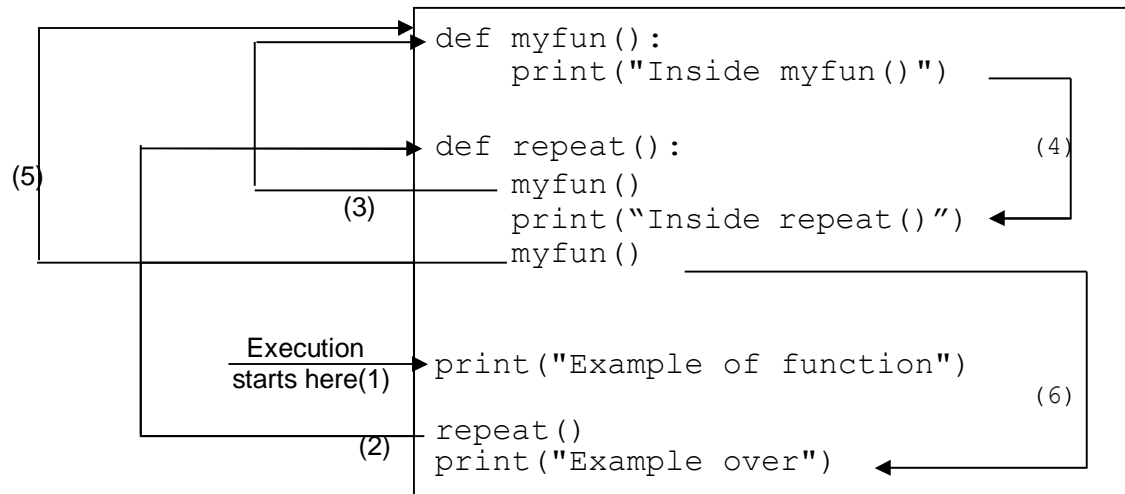 def myfun():
print("Inside myfun()")
def repeat():
(4)
(5)
myfun()
(3)
print(“Inside repeat()”)
myfun()
Execution
starts here(1)
print("Example of function")
(6)
repeat()
(2)
print("Example over")